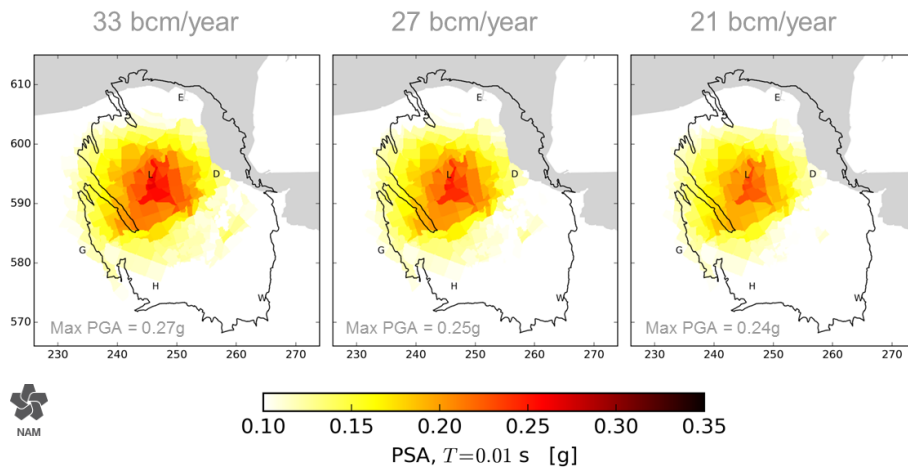 33 bcm/year 27 bcm/year 21 bcm/year
610
600
590
580
570
E
L
D
G
H
W
Max PGA = 0.27g
230 240 250 260 270
E
L
D
G
H
W
Max PGA = 0.25g
230 240 250 260 270
E
L
D
G
H
W
Max PGA = 0.24g
230 240 250 260 270
NAM
0.10 0.15 0.20 0.25 0.30 0.35
PSA, T=0.01 s [g]